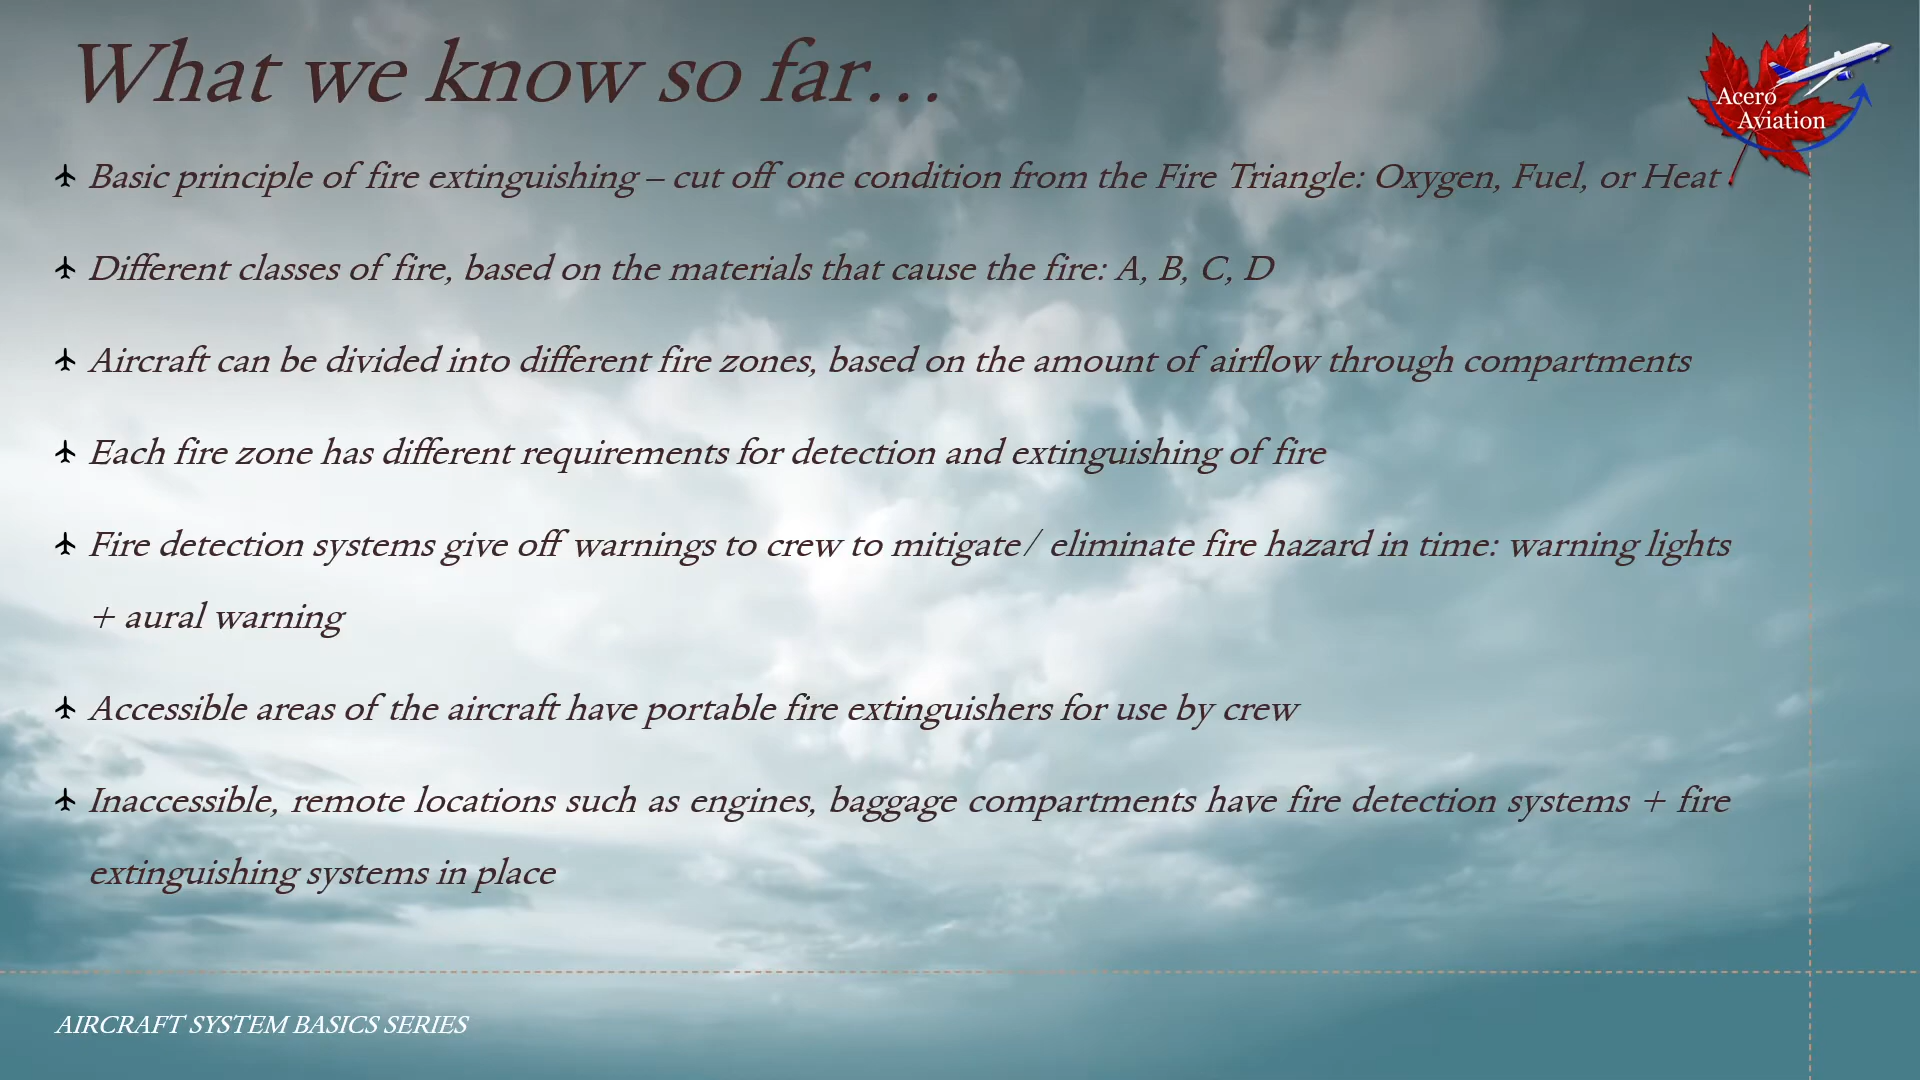 What we know so far…
Acero
Aviation
Basic principle of fire extinguishing – cut off one condition from the Fire Triangle: Oxygen, Fuel, or Heat
Different classes of fire, based on the materials that cause the fire: A, B, C, D
Aircraft can be divided into different fire zones, based on the amount of airflow through compartments
Each fire zone has different requirements for detection and extinguishing of fire
Fire detection systems give off warnings to crew to mitigate/ eliminate fire hazard in time: warning lights
+ aural warning
Accessible areas of the aircraft have portable fire extinguishers for use by crew
Inaccessible, remote locations such as engines, baggage compartments have fire detection systems + fire
extinguishing systems in place
AIRCRAFT SYSTEM BASICS SERIES